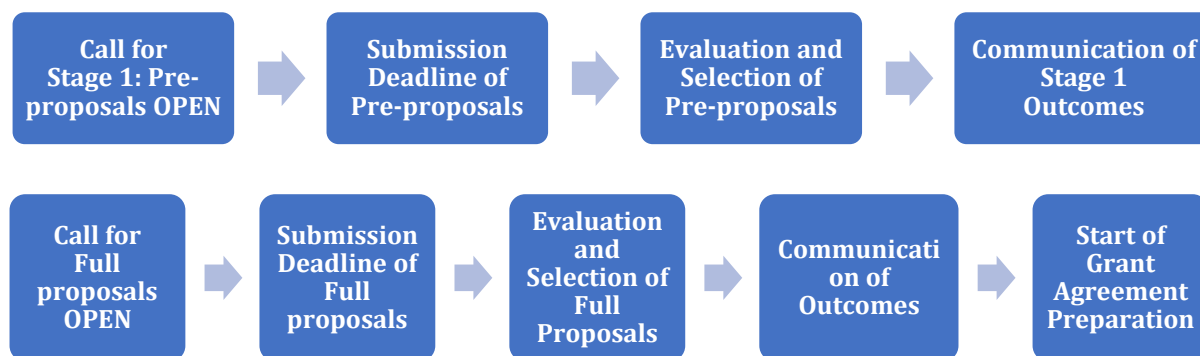 Call for
Stage 1: Pre-
proposals OPEN
Submission
Deadline of
Pre-proposals
Evaluation and
Selection of
Pre-proposals
Communication of
Stage 1
Outcomes
Call for
Full
proposals
OPEN
Submission
Deadline of
Full
proposals
Evaluation
and
Selection of
Full
Proposals
Communicati
on of
Outcomes
Start of
Grant
Agreement
Preparation